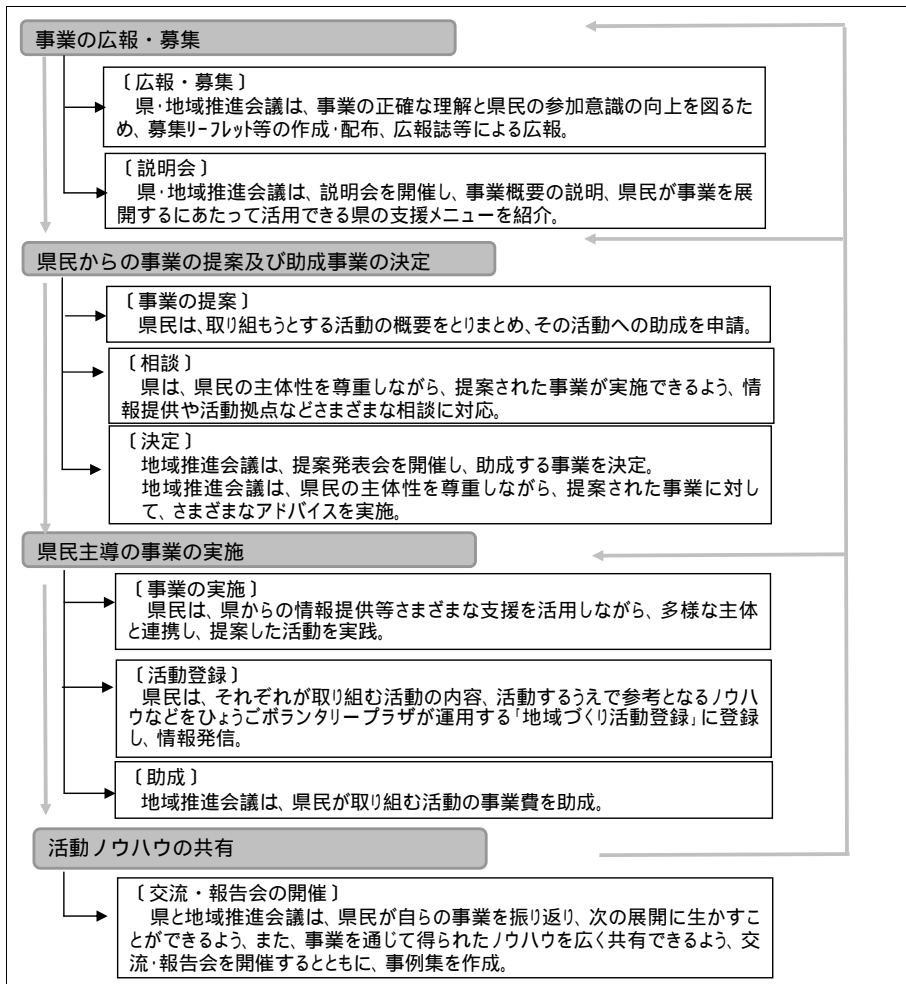 事業の広報・募集
〔広報・募集〕
県・地域推進会議は、事業の正確な理解と県民の参加意識の向上を図るた
め、募集リーフレット等の作成・配布、広報誌等による広報。
〔説明会〕
県・地域推進会議は、説明会を開催し、事業概要の説明、県民が事業を展
開するにあたって活用できる県の支援メニューを紹介。
県民からの事業の提案及び助成事業の決定
〔事業の提案〕
県民は、取り組もうとする活動の概要をとりまとめ、その活動への助成を申請。
〔相談〕
県は、県民の主体性を尊重しながら、提案された事業が実施できるよう、情
報提供や活動拠点などさまざまな相談に対応。
〔決定〕
地域推進会議は、提案発表会を開催し、助成する事業を決定。
地域推進会議は、県民の主体性を尊重しながら、提案された事業に対し
て、さまざまなアドバイスを実施。
県民主導の事業の実施
〔事業の実施〕
県民は、県からの情報提供等さまざまな支援を活用しながら、多様な主体
と連携し、提案した活動を実践。
〔活動登録〕
県民は、それぞれが取り組む活動の内容、活動するうえで参考となるノウハ
ウなどをひょうごボランタリープラザが運用する「地域づくり活動登録」に登録
し、情報発信。
〔助成〕
地域推進会議は、県民が取り組む活動の事業費を助成。
活動ノウハウの共有
〔交流・報告会の開催〕
県と地域推進会議は、県民が自らの事業を振り返り、次の展開に生かすこ
とができるよう、また、事業を通じて得られたノウハウを広く共有できるよう、交
流・報告会を開催するとともに、事例集を作成。